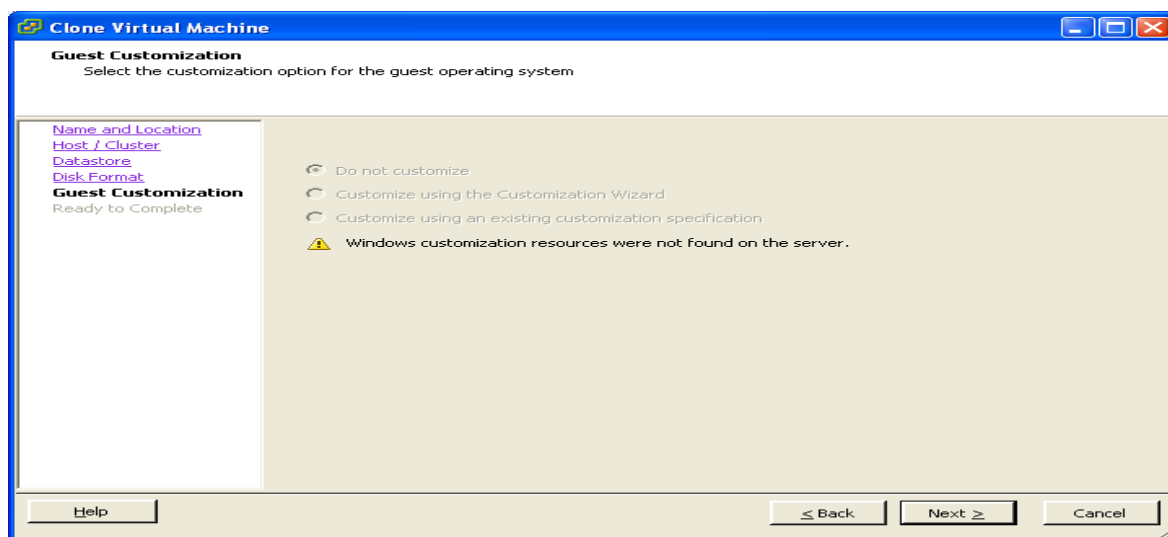 Clone Virtual Machine
Guest Customization
Select the customization option for the guest operating system
Name and Location
Host / Cluster
Datastore
Disk Format
Guest Customization
Ready to Complete
Do not customize
Customize using the Customization Wizard
Customize using an existing customization specification
Windows customization resources were not found on the server.
Help
≤ Back
Next ≥
Cancel